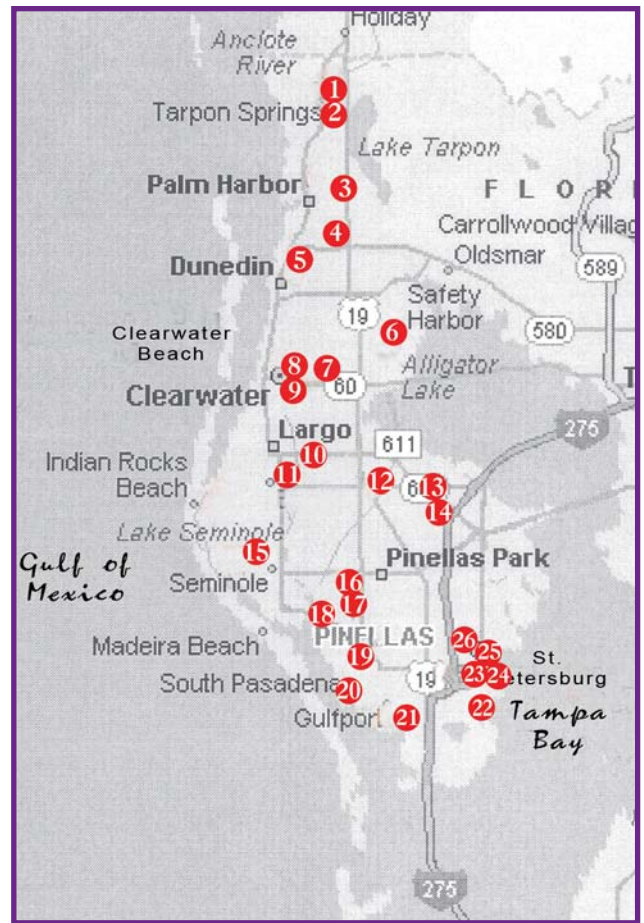 Holiday
Anclote
River
1
Tarpon Springs 2
Lake Tarpon
Palm Harbor 3
F L O R
4
Carrollwood Villag
5
Oldsmar
Dunedin
589
Safety
Harbor
19
6
580
Clearwater
Beach
8
7
Alligator
Lake
T
Clearwater 9
60
275
Largo
611
10
Indian Rocks
Beach
11
12
13
14
Lake Seminole
15
Gulf of
Mexico
Seminole
Pinellas Park
16
17
18
PINELLAS
Madeira Beach
26
25
19
St.
etersburg
23
24
South Pasadena
20
19
22
Gulfport
21
Tampa
Bay
275